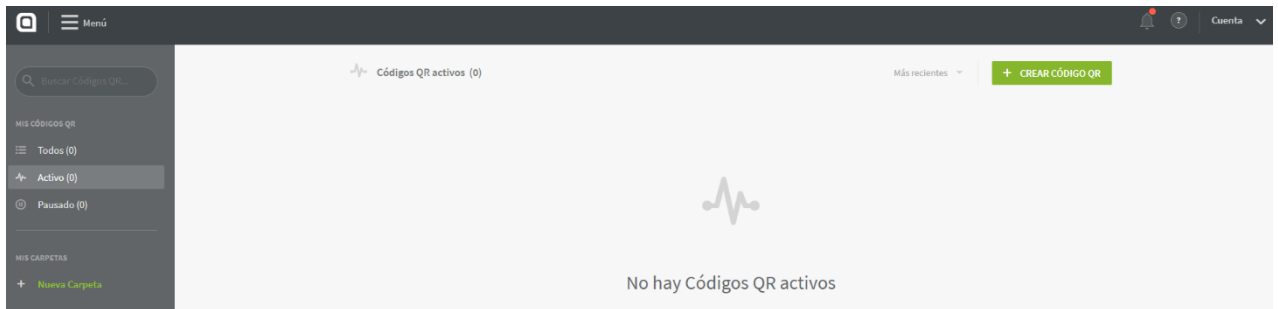 Menú
?
Cuenta
Buscar Códigos QR...
Códigos QR activos (0)
Más recientes
+ CREAR CÓDIGO QR
MIS CÓDIGOS QR
Todos (0)
Activo (0)
Pausado (0)
MIS CARPETAS
+ Nueva Carpeta
No hay Códigos QR activos